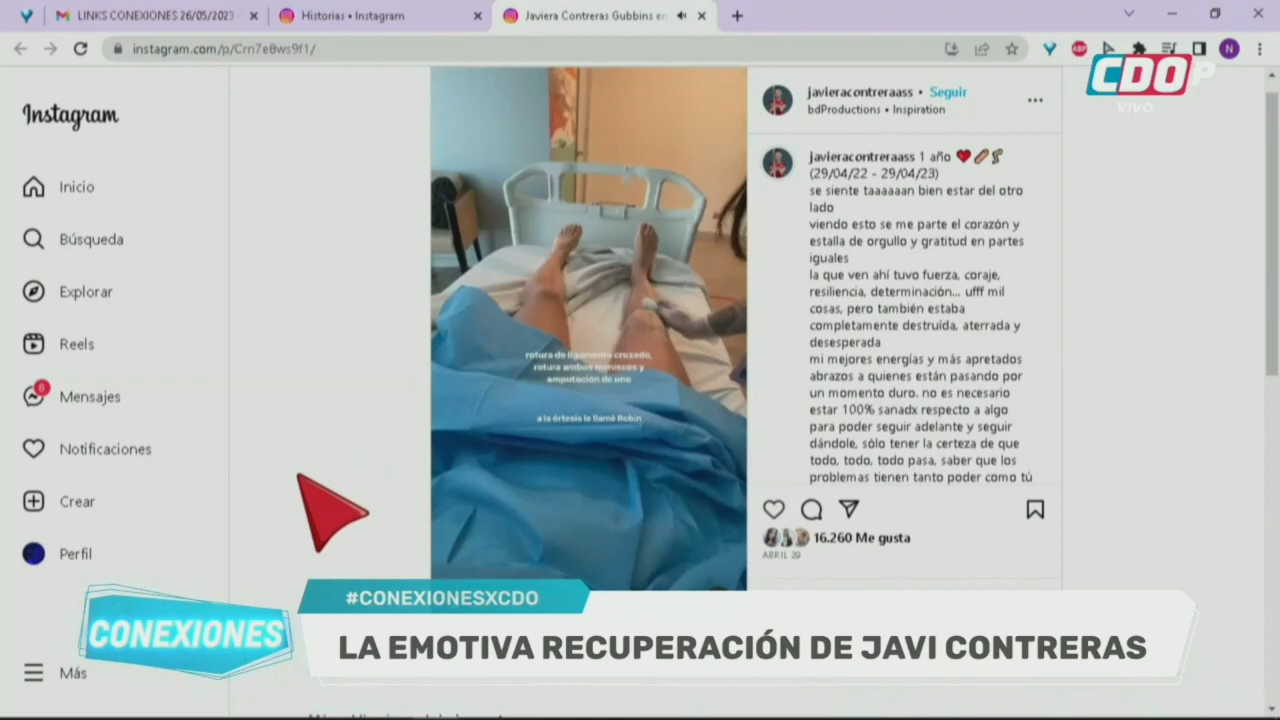 LINKS CONEXIONES 26/05/2023
Historias • Instagram
Javiera Contreras Gubbins en
instagram.com/p/Crn7e8ws9f1/
ABP
N
CDO P
VIVO
Instagram
Inicio
Búsqueda
Explorar
Reels
8
Mensajes
Notificaciones
Crear
Perfil
Más
rotura de ligamento cruzado,
rotura ambos meniscos y
amputación de uno
a la értesis le llamé Robin
javieracontreraass • Seguir
bdProductions • Inspiration
javieracontreraass 1 año ❤️🩹🦿
(29/04/22 - 29/04/23)
se siente taaaaaan bien estar del otro
lado
viendo esto se me parte el corazón y
estalla de orgullo y gratitud en partes
iguales
la que ven ahí tuvo fuerza, coraje,
resiliencia, determinación... ufff mil
cosas, pero también estaba
completamente destruída, aterrada y
desesperada
mi mejores energías y más apretados
abrazos a quienes están pasando por
un momento duro. no es necesario
estar 100% sanadx respecto a algo
para poder seguir adelante y seguir
dándole, sólo tener la certeza de que
todo, todo, todo pasa, saber que los
problemas tienen tanto poder como tú
16.260 Me gusta
ABRIL 29
#CONEXIONESXCDO
CONEXIONES
LA EMOTIVA RECUPERACIÓN DE JAVI CONTRERAS